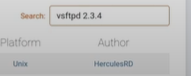 Search: vsftpd 2.3.4
Platform Author
Unix HerculesRD